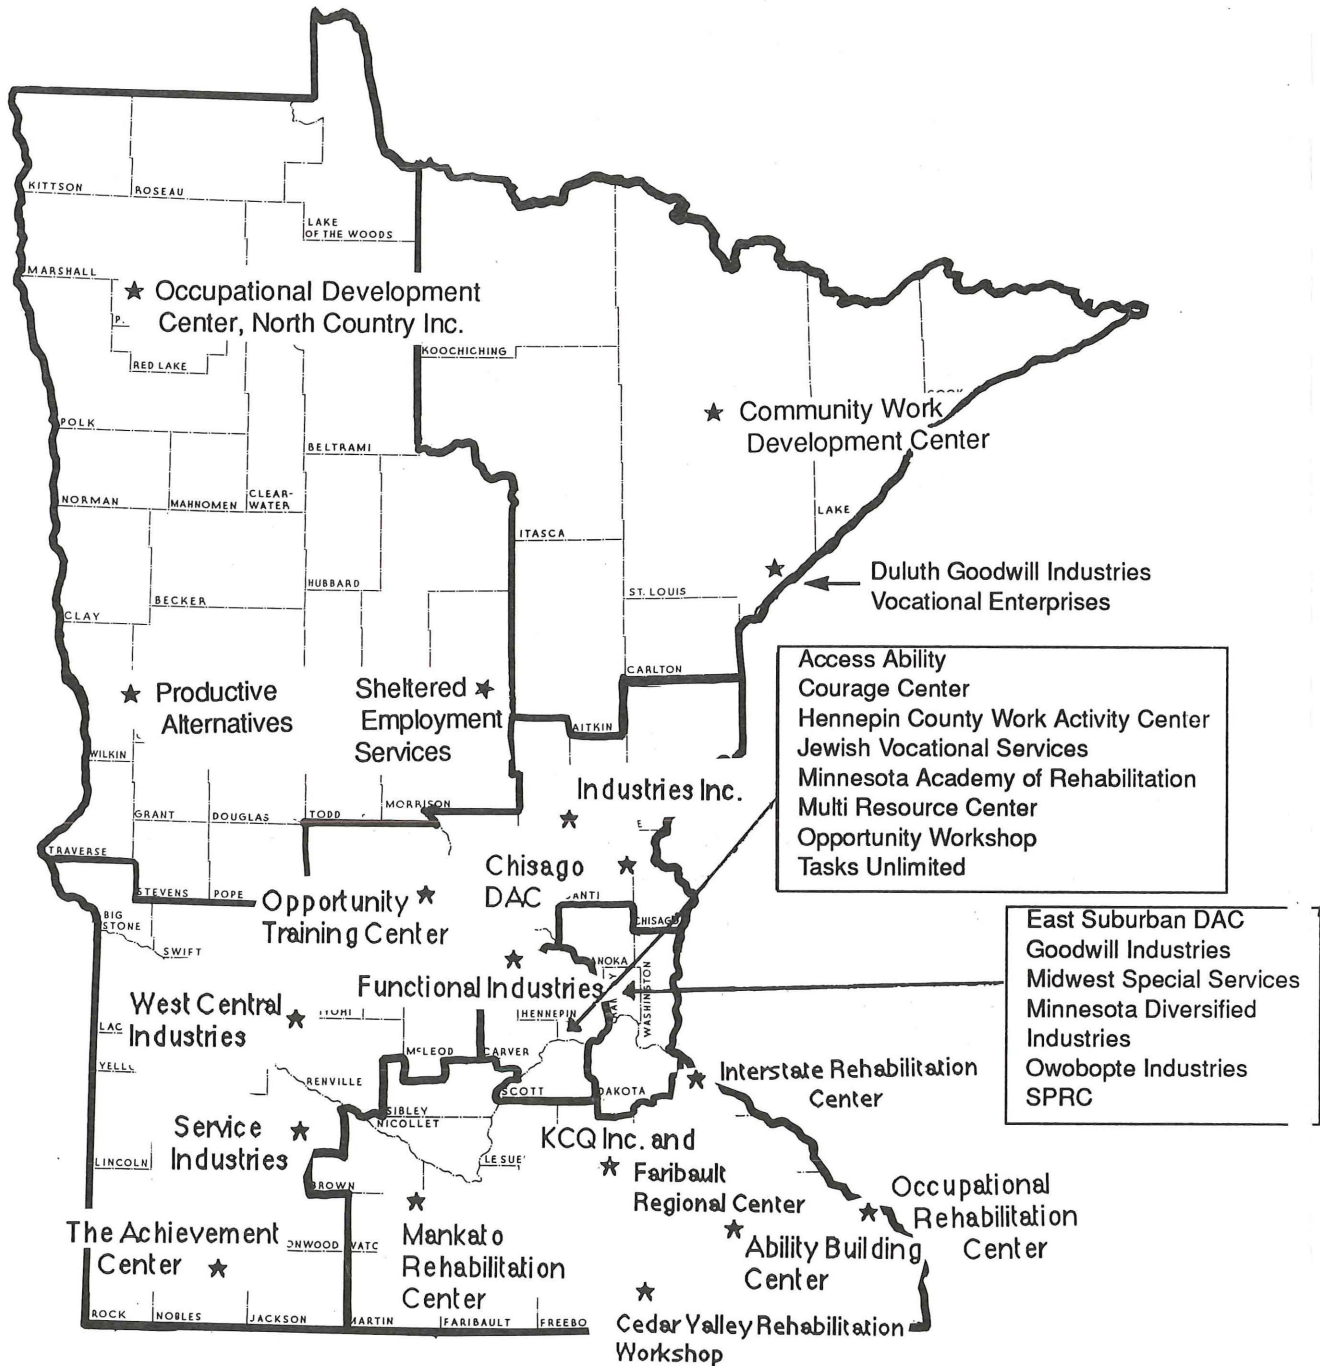 KITTSON
ROSEAU
LAKE
OF THE WOODS
MARSHALL
★ Occupational Development
Center, North Country Inc.
P.
RED LAKE
KOOCHICHING
POLK
BELTRAMI
★ Community Work
Development Center
NORMAN
MAHNOMEN
CLEAR-
WATER
LAKE
ITASCA
HUBBARD
BECKER
CLAY
ST. LOUIS
★ Duluth Goodwill Industries
Vocational Enterprises
CARLTON
★ Productive
Alternatives
Sheltered ★
Employment
Services
AITKIN
WILKIN
Access Ability
Courage Center
Hennepin County Work Activity Center
Jewish Vocational Services
Minnesota Academy of Rehabilitation
Multi Resource Center
Opportunity Workshop
Tasks Unlimited
Industries Inc.
★
GRANT
DOUGLAS
TODD
MORRISON
E
TRAVERSE
STEVENS
POPE
Chisago ★
DAC
ANTI
CHISAGO
Opportunity ★
Training Center
BIG
STONE
SWIFT
East Suburban DAC
Goodwill Industries
Midwest Special Services
Minnesota Diversified
Industries
Owobopte Industries
SPRC
ANOKA
WASHINGTON
★
Functional Industries
HENNEPIN
West Central ★
Industries
LAC
YELL
RENVILLE
McLEOD
CARVER
SCOTT
DAKOTA
★ Interstate Rehabilitation
Center
SIBLEY
NICOLLET
LE SUE
Service ★
Industries
LINCOLN
BROWN
KCQ Inc. and
★ Faribault
Regional Center
★ Occupational
Rehabilitation
Center
The Achievement
Center ★
ONWOOD
WATO
★
Mankato
Rehabilitation
Center
★
Ability Building
Center
ROCK
NOBLES
JACKSON
MARTIN
FARIBAULT
FREEBO
★
Cedar Valley Rehabilitation
Workshop